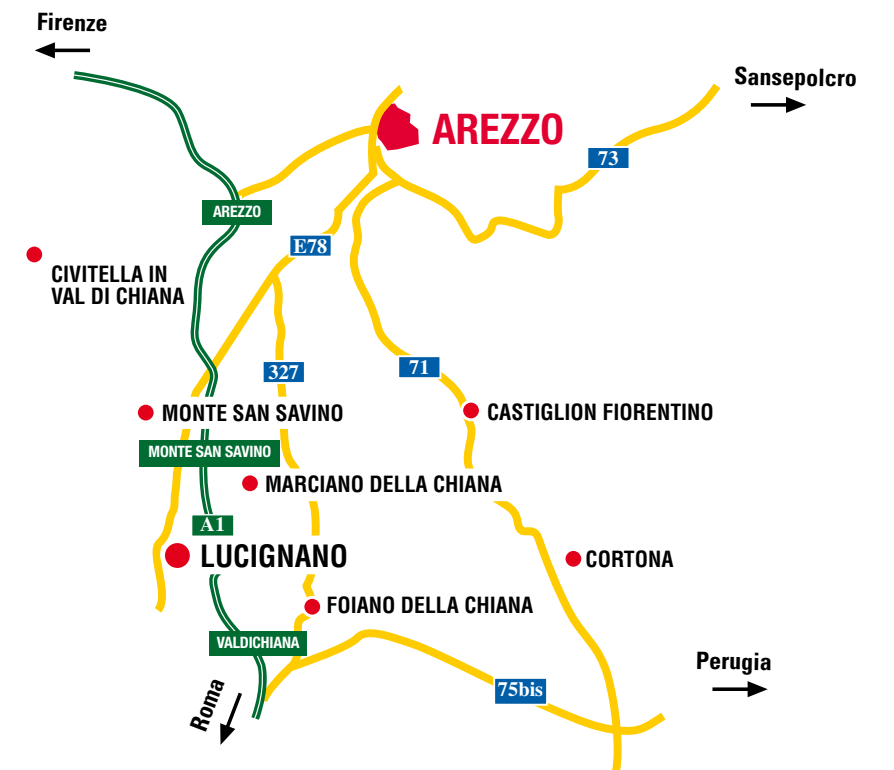 Firenze
Sansepolcro
AREZZO
73
AREZZO
E78
CIVITELLA IN
VAL DI CHIANA
327
71
MONTE SAN SAVINO
CASTIGLION FIORENTINO
MONTE SAN SAVINO
MARCIANO DELLA CHIANA
A1
LUCIGNANO
CORTONA
FOIANO DELLA CHIANA
VALDICHIANA
Perugia
75bis
Roma